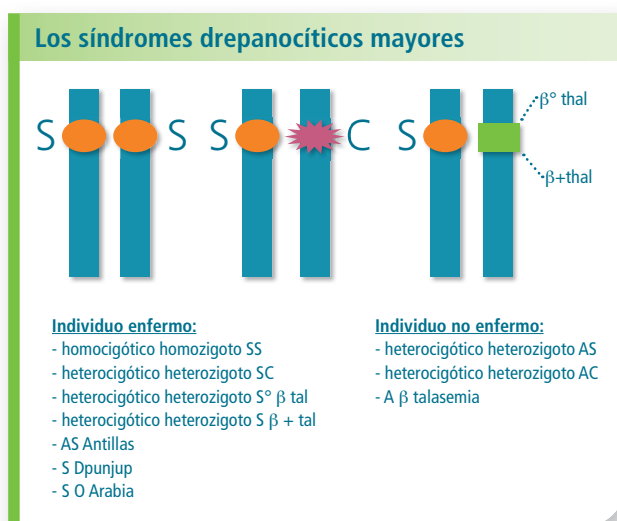 Los síndromes drepanocíticos mayores
S S S C S β° thal
β+thal
Individuo enfermo:
- homocigótico homozigoto SS
- heterocigótico heterozigoto SC
- heterocigótico heterozigoto S° β tal
- heterocigótico heterozigoto S β + tal
- AS Antillas
- S Dpunjup
- S O Arabia
Individuo no enfermo:
- heterocigótico heterozigoto AS
- heterocigótico heterozigoto AC
- A β talasemia